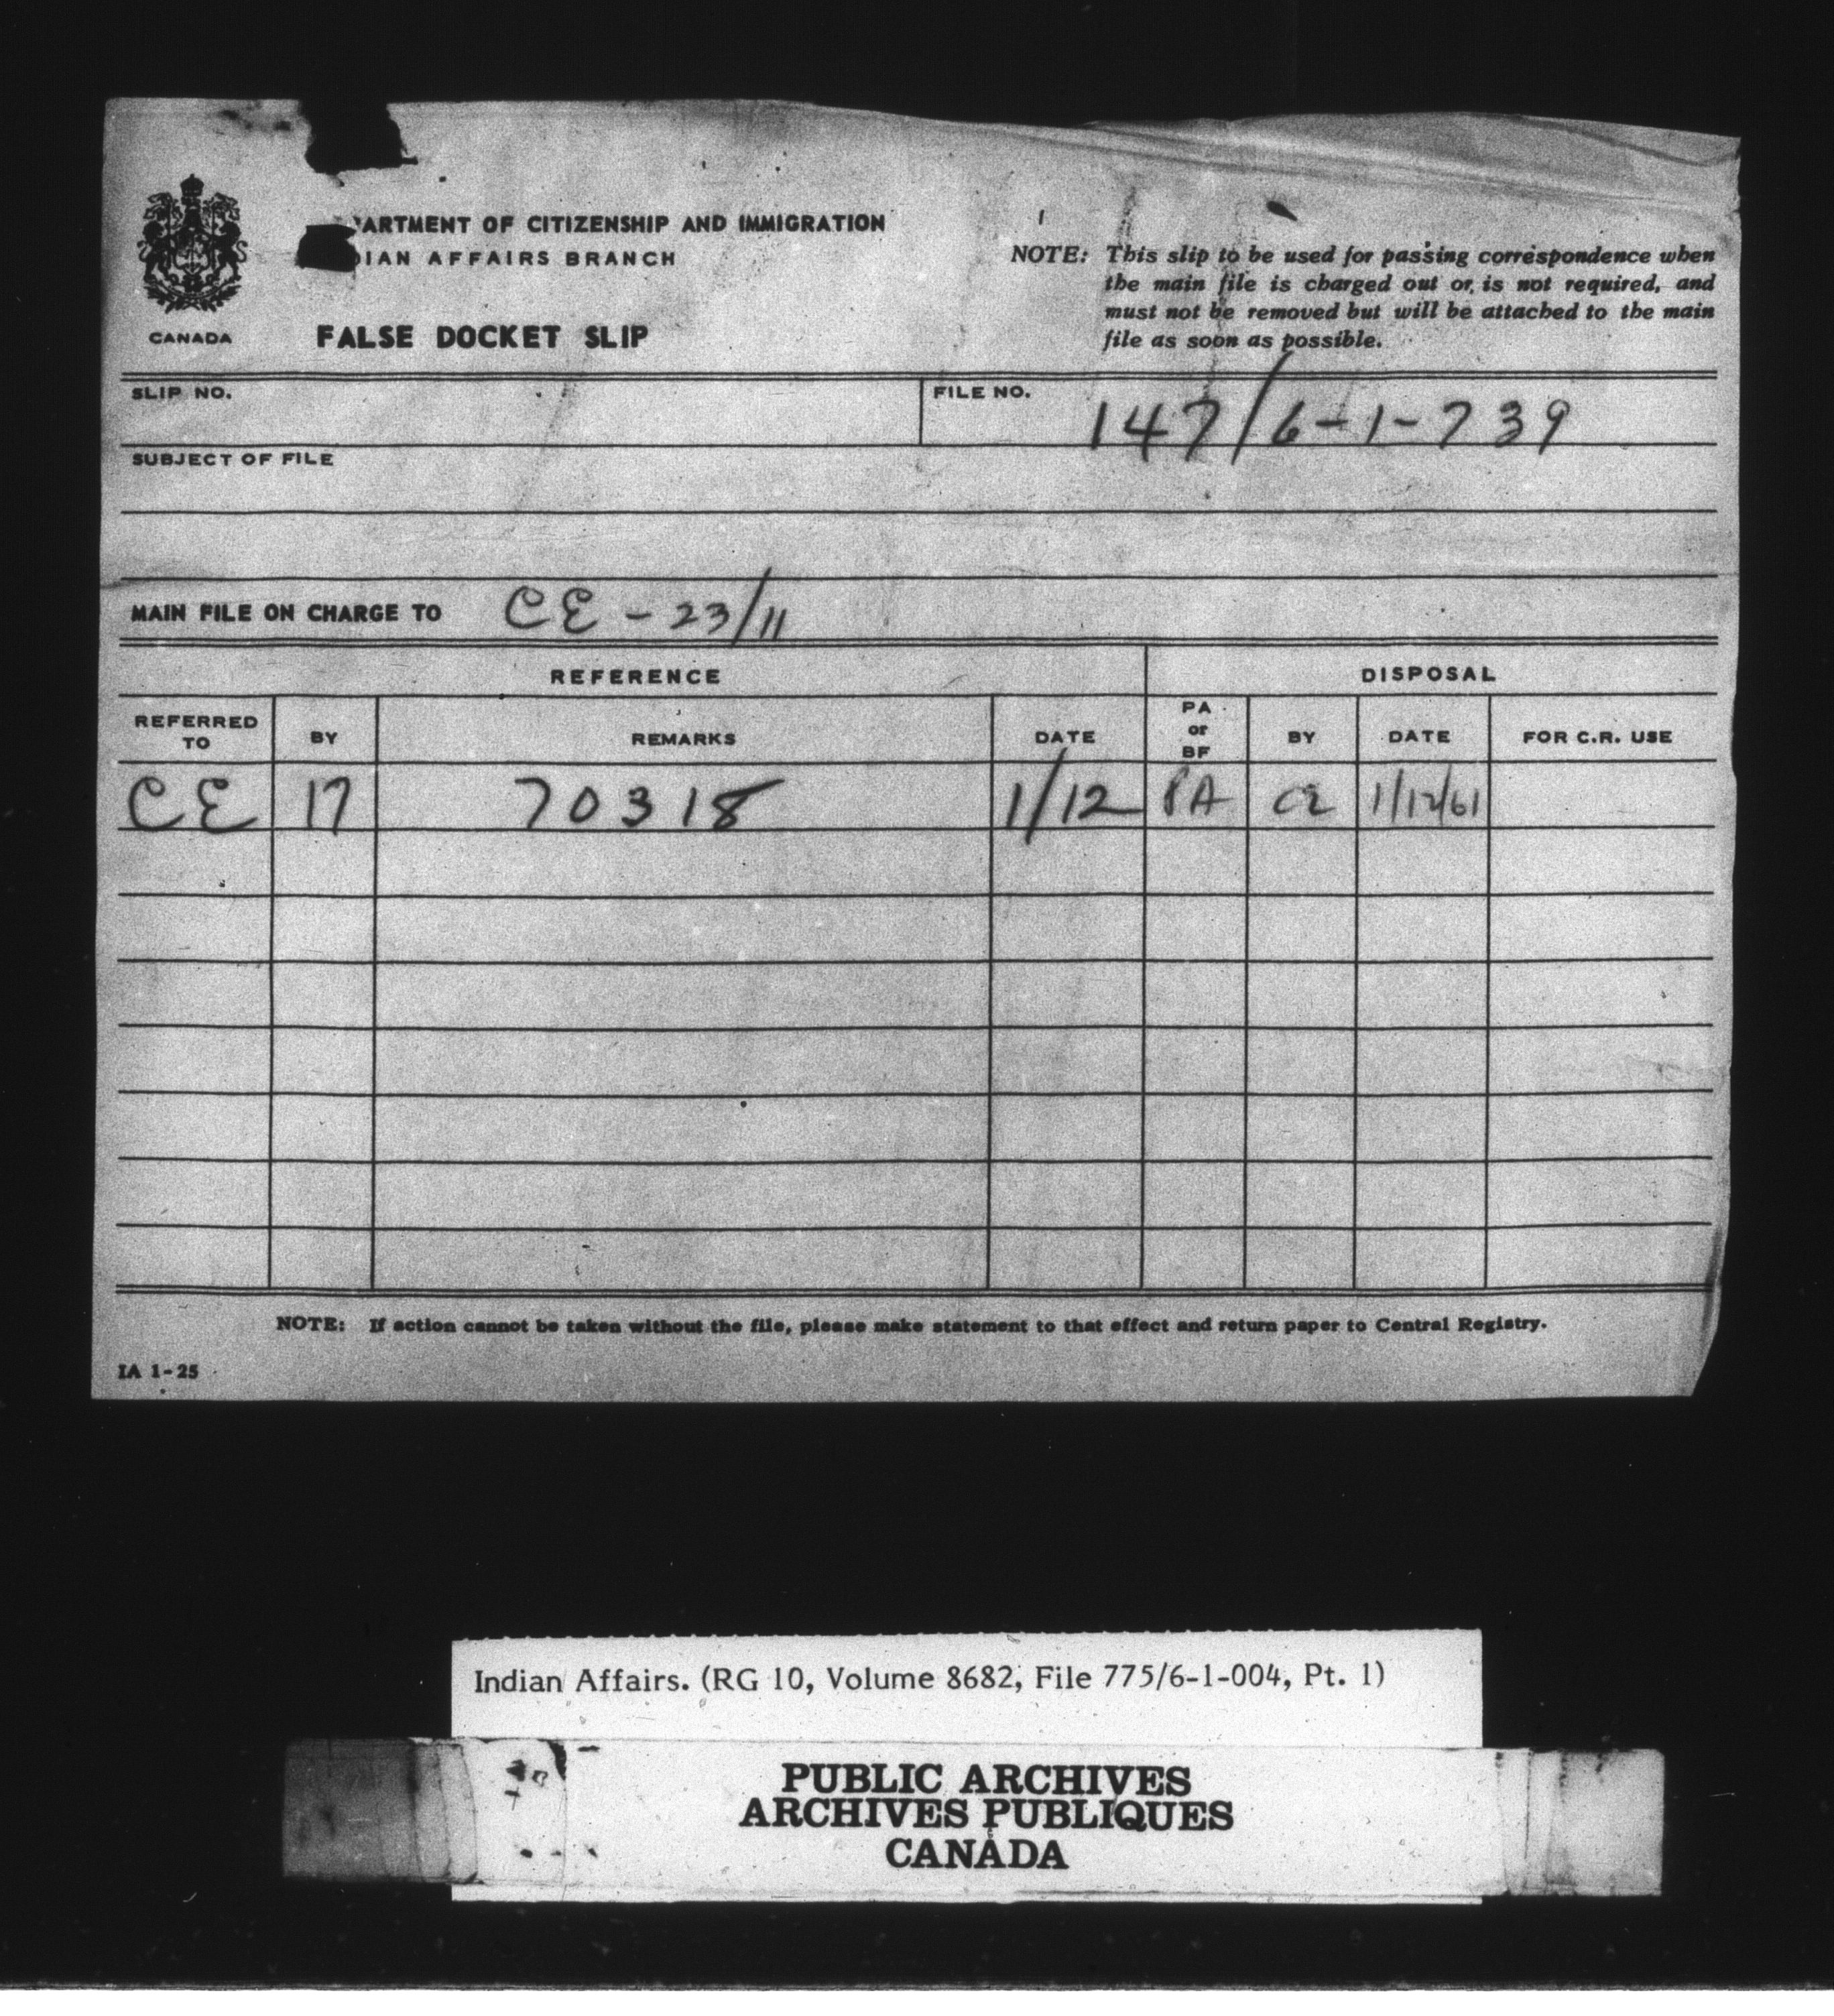 PARTMENT OF CITIZENSHIP AND IMMIGRATION
DIAN AFFAIRS BRANCH
CANADA
FALSE DOCKET SLIP
NOTE: This slip to be used for passing correspondence when
the main file is charged out or is not required, and
must not be removed but will be attached to the main
file as soon as possible.
SLIP NO.
FILE NO. 147/6-1-739
SUBJECT OF FILE
MAIN FILE ON CHARGE TO CE - 23/11
REFERENCE DISPOSAL
REFERRED TO BY REMARKS DATE PA or BF BY DATE FOR C.R. USE
CE 17 70318 1/12 PA 1/12/61
NOTE: If action cannot be taken without the file, please make statement to that effect and return paper to Central Registry.
IA 1-25
Indian Affairs. (RG 10, Volume 8682, File 775/6-1-004, Pt. 1)
PUBLIC ARCHIVES
ARCHIVES PUBLIQUES
CANADA